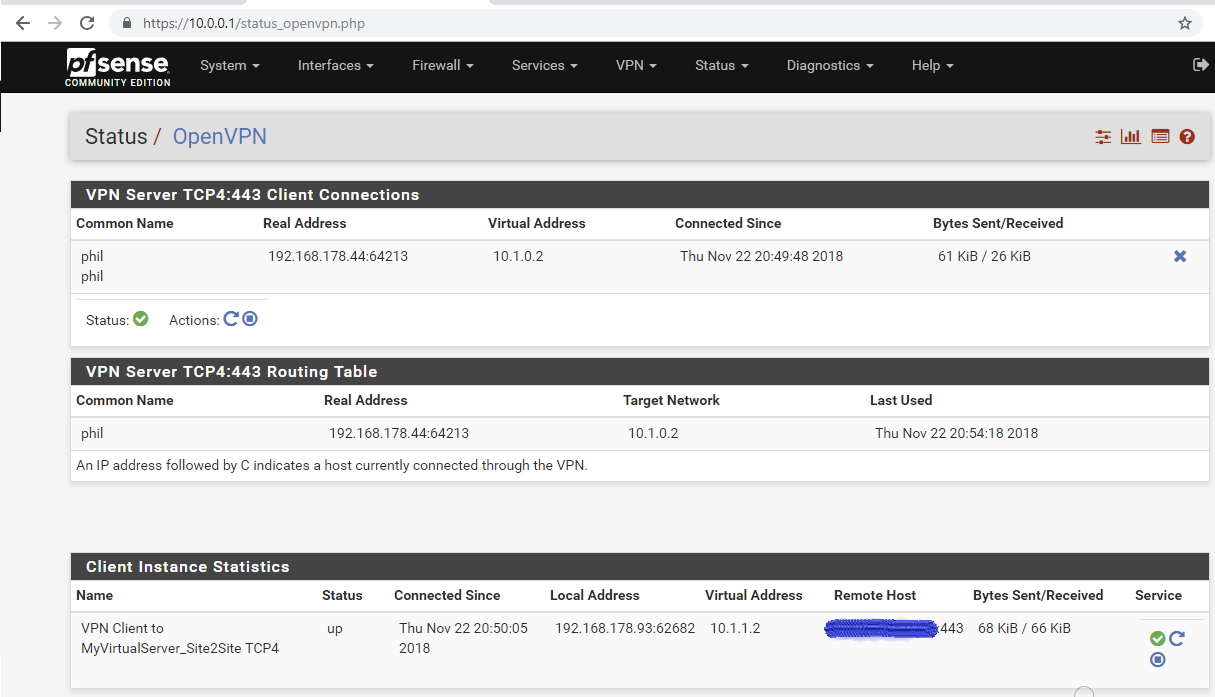 https://10.0.0.1/status_openvpn.php
pfsense
COMMUNITY EDITION
System Interfaces Firewall Services VPN Status Diagnostics Help
Status / OpenVPN
VPN Server TCP4:443 Client Connections
Common Name Real Address Virtual Address Connected Since Bytes Sent/Received
phil 192.168.178.44:64213 10.1.0.2 Thu Nov 22 20:49:48 2018 61 KiB / 26 KiB
phil
Status: Actions:
VPN Server TCP4:443 Routing Table
Common Name Real Address Target Network Last Used
phil 192.168.178.44:64213 10.1.0.2 Thu Nov 22 20:54:18 2018
An IP address followed by C indicates a host currently connected through the VPN.
Client Instance Statistics
Name Status Connected Since Local Address Virtual Address Remote Host Bytes Sent/Received Service
VPN Client to up Thu Nov 22 20:50:05 192.168.178.93:62682 10.1.1.2 :443 68 KiB / 66 KiB
MyVirtualServer_Site2Site TCP4 2018